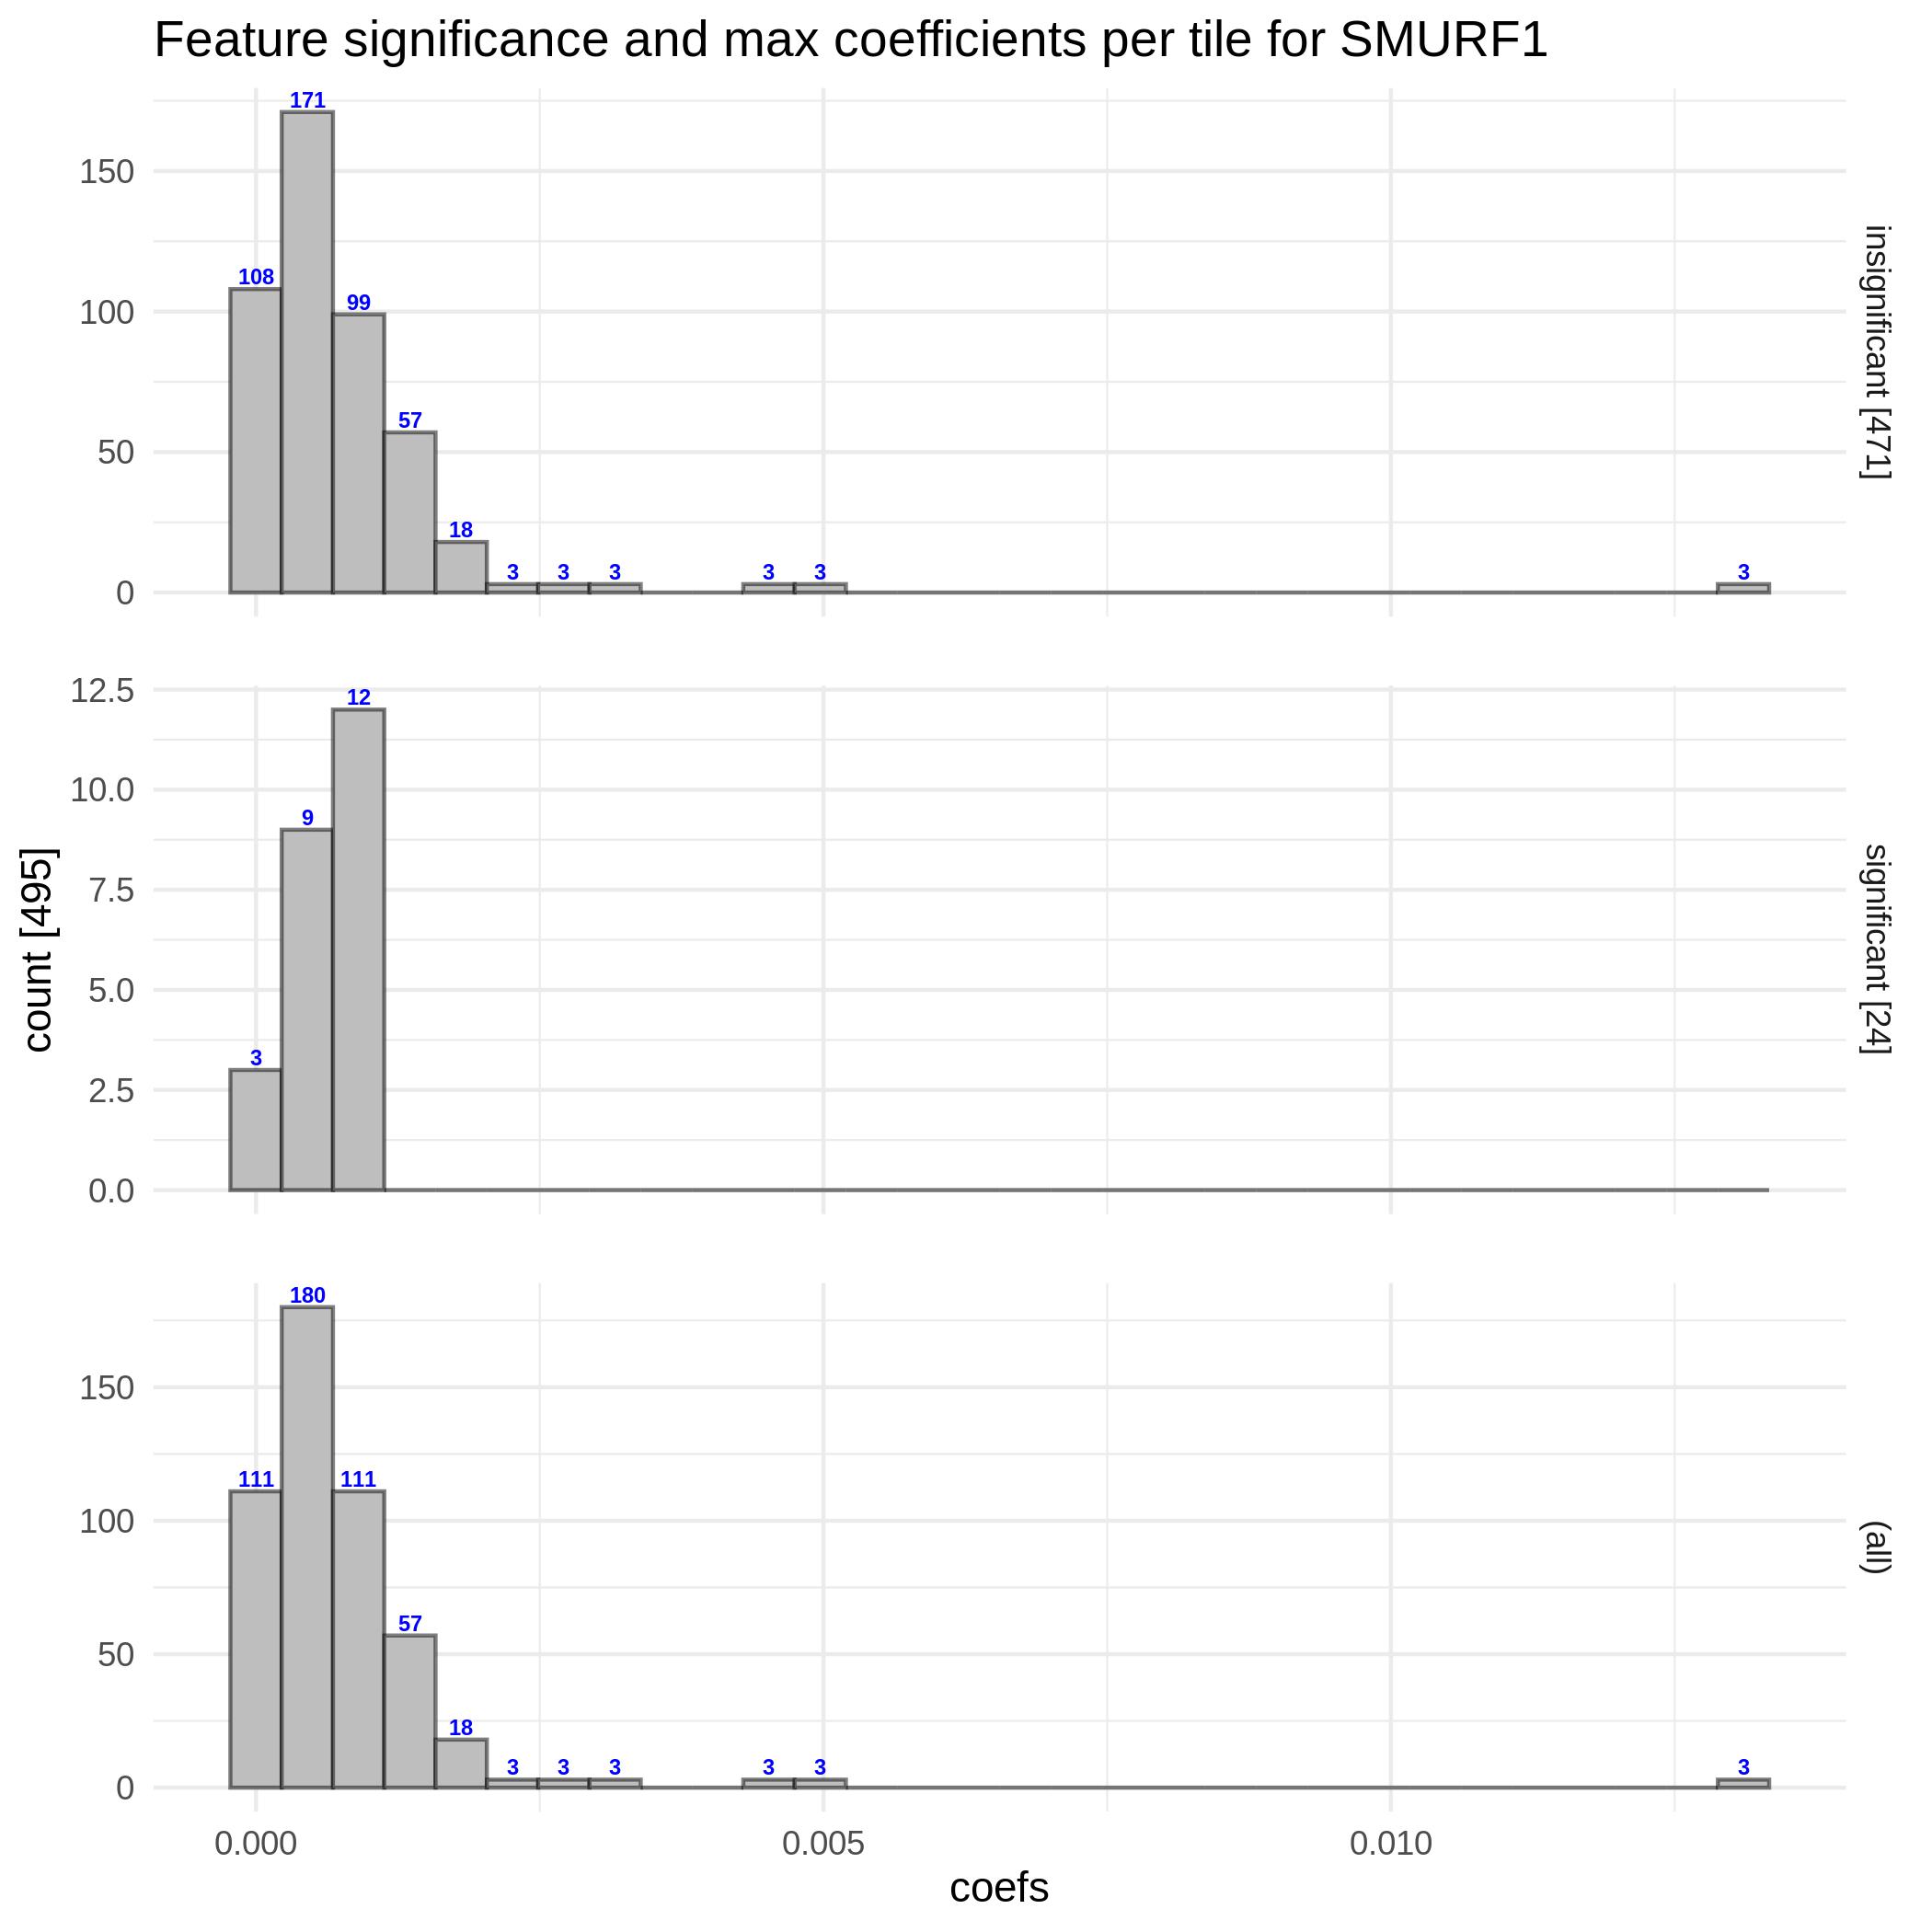 Feature significance and max coefficients per tile for SMURF1
171
150
108
100
99
57
50
18
3 3 3 3 3 3
0
insignificant [471]
12.5
12
10.0
9
7.5
5.0
3
2.5
0.0
significant [24]
count [495]
180
150
111 111
100
57
50
18
3 3 3 3 3 3
0
(all)
0.000 0.005 0.010
coefs